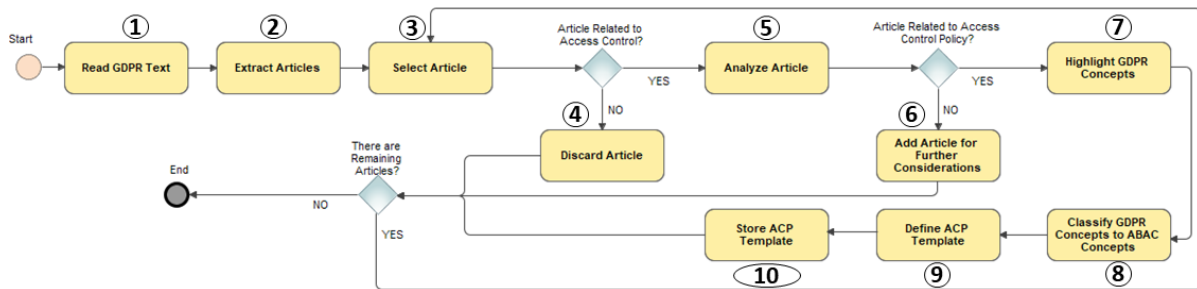 1
2
3
5
7
Start
Article Related to
Access Control?
Article Related to Access
Control Policy?
Read GDPR Text
Extract Articles
Select Article
YES
Analyze Article
YES
Highlight GDPR
Concepts
NO
NO
4
6
Discard Article
Add Article for
Further
Considerations
There are
Remaining
Articles?
End
NO
YES
Store ACP
Template
Define ACP
Template
Classify GDPR
Concepts to ABAC
Concepts
10
9
8